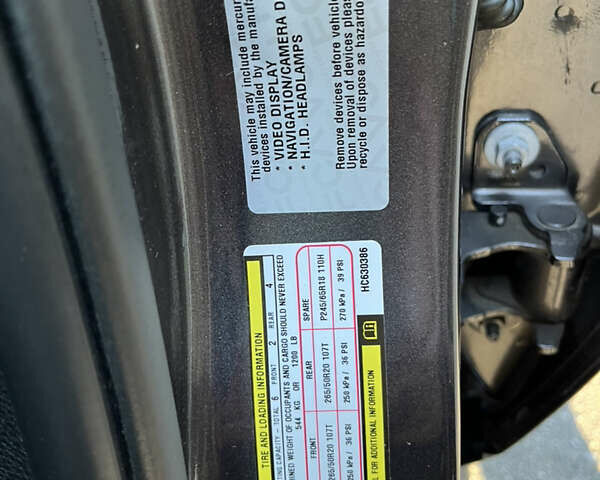 This vehicle may include mercury
devices installed by the manufa
* VIDEO DISPLAY
* NAVIGATION/CAMERA D
* H.I.D. HEADLAMPS
Remove devices before vehicle
Upon removal of devices please
recycle or dispose as hazardo
TIRE AND LOADING INFORMATION
TING CAPACITY - TOTAL 6 FRONT 2 REAR 4
INED WEIGHT OF OCCUPANTS AND CARGO SHOULD NEVER EXCEED
544 KG OR 1200 LB
FRONT REAR SPARE
265/50R20 107T 265/50R20 107T P245/65R18 110H
250 kPa / 36 PSI 250 kPa / 36 PSI 270 kPa / 39 PSI
L FOR ADDITIONAL INFORMATION
HC630386